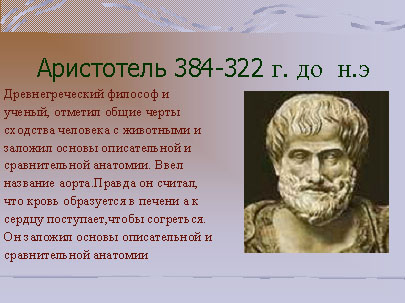 Аристотель 384-322 г. до н.э
Древнегреческий философ и
ученый, отметил общие черты
сходства человека с животными и
заложил основы описательной и
сравнительной анатомии. Ввел
название аорта.Правда он считал,
что кровь образуется в печени а к
сердцу поступает,чтобы согреться.
Он заложил основы описательной и
сравнительной анатомии